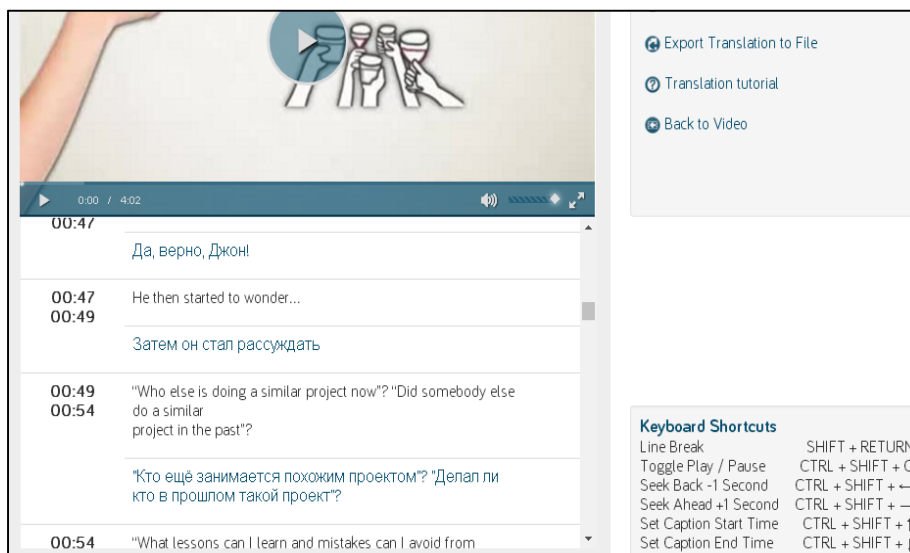 Export Translation to File
Translation tutorial
Back to Video
0:00 / 4:02
00:47
Да, верно, Джон!
00:47
00:49
He then started to wonder...
Затем он стал рассуждать
00:49
00:54
“Who else is doing a similar project now”? “Did somebody else
do a similar
project in the past”?
"Кто ещё занимается похожим проектом"? "Делал ли
кто в прошлом такой проект"?
00:54
“What lessons can I learn and mistakes can I avoid from
Keyboard Shortcuts
Line Break SHIFT + RETURN
Toggle Play / Pause CTRL + SHIFT +
Seek Back -1 Second CTRL + SHIFT + ←
Seek Ahead +1 Second CTRL + SHIFT +
Set Caption Start Time CTRL + SHIFT + ↑
Set Caption End Time CTRL + SHIFT +